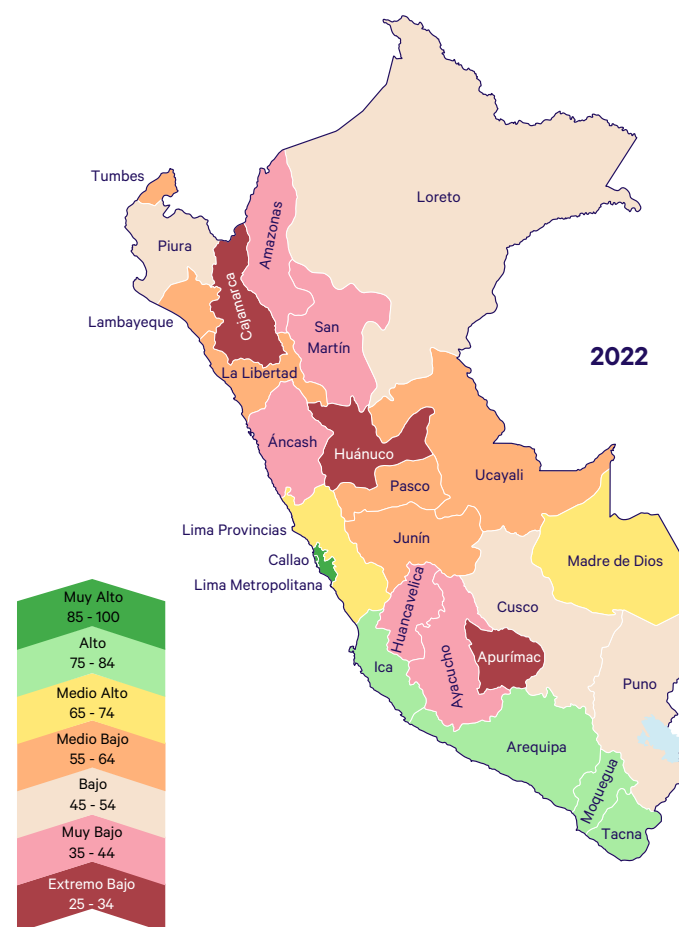 Tumbes
Loreto
Amazonas
Piura
Cajamarca
Lambayeque
San
Martín
2022
La Libertad
Áncash
Huánuco
Ucayali
Pasco
Lima Provincias
Junín
Callao
Madre de Dios
Lima Metropolitana
Huancavelica
Cusco
Ayacucho
Apurímac
Ica
Puno
Arequipa
Moquegua
Tacna
Muy Alto
85 - 100
Alto
75 - 84
Medio Alto
65 - 74
Medio Bajo
55 - 64
Bajo
45 - 54
Muy Bajo
35 - 44
Extremo Bajo
25 - 34